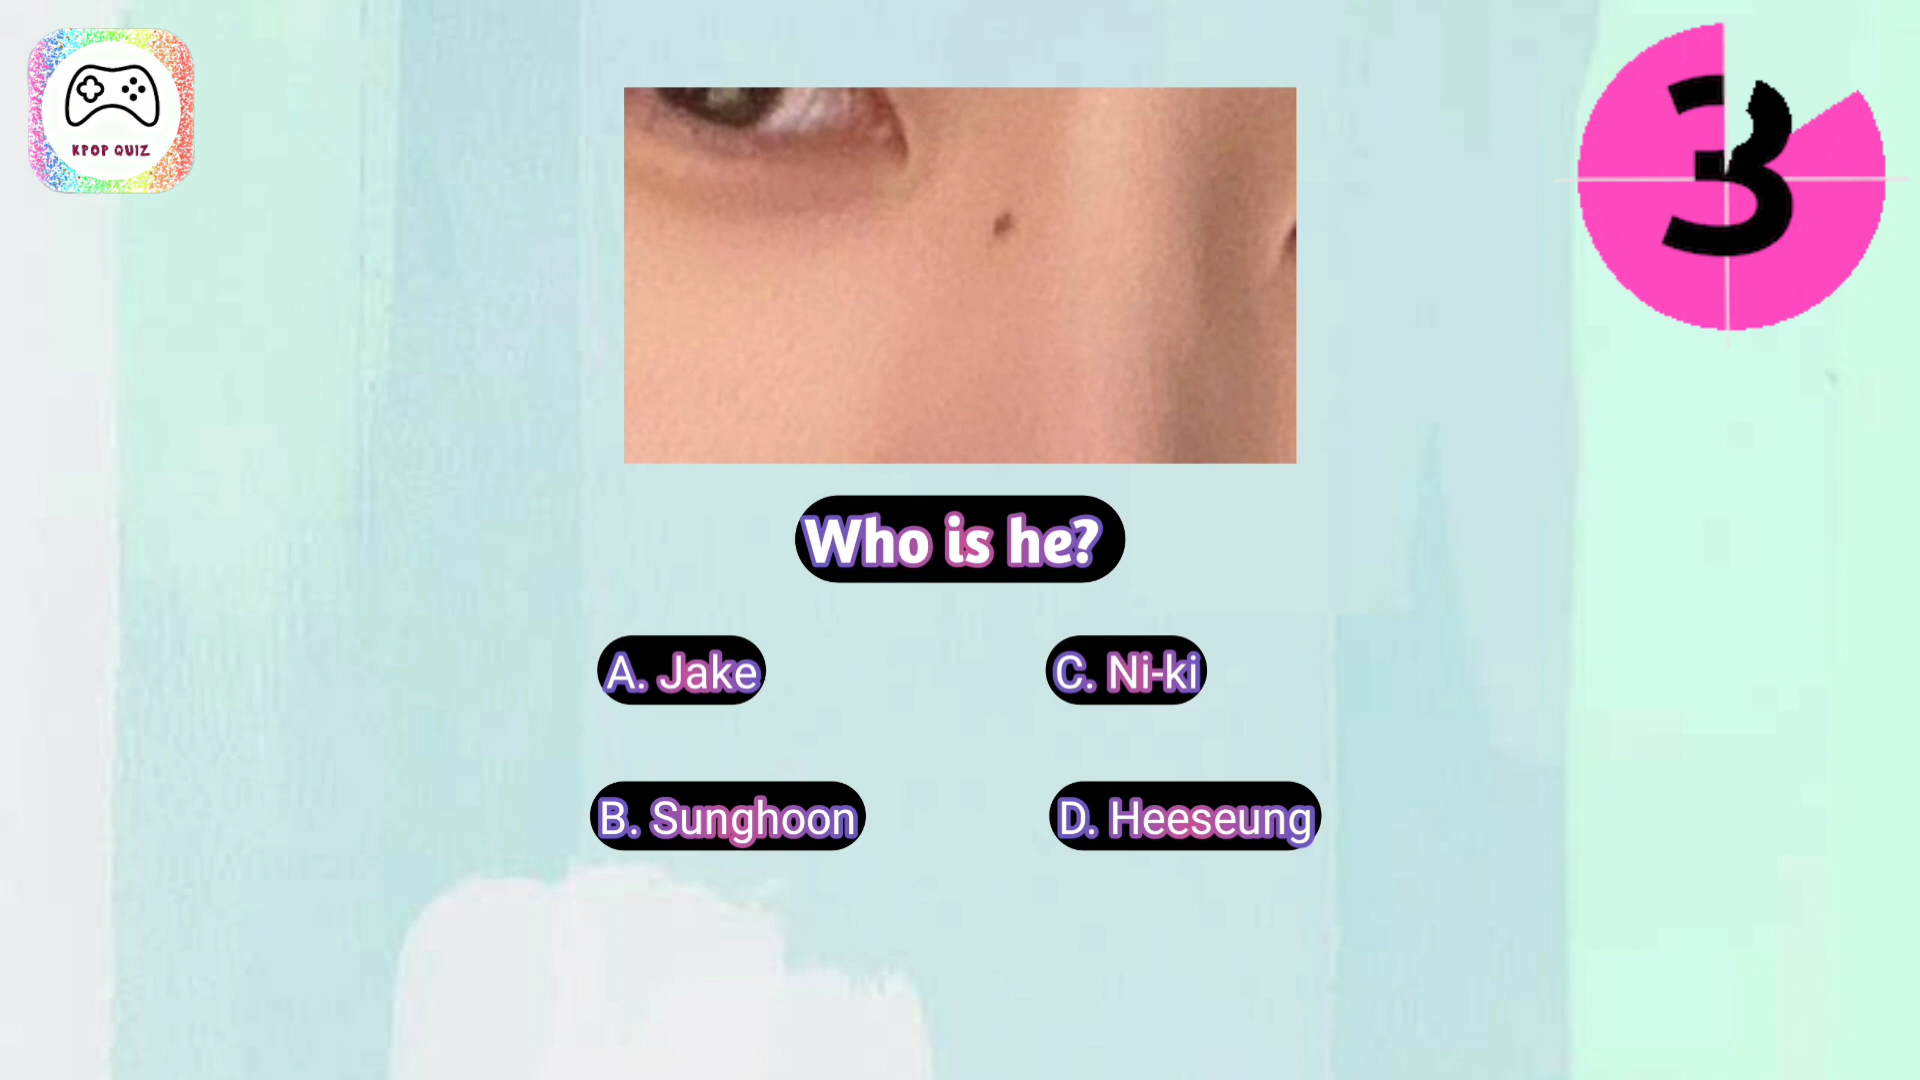 KPOP QUIZ
3
Who is he?
A. Jake
C. Ni-ki
B. Sunghoon
D. Heeseung